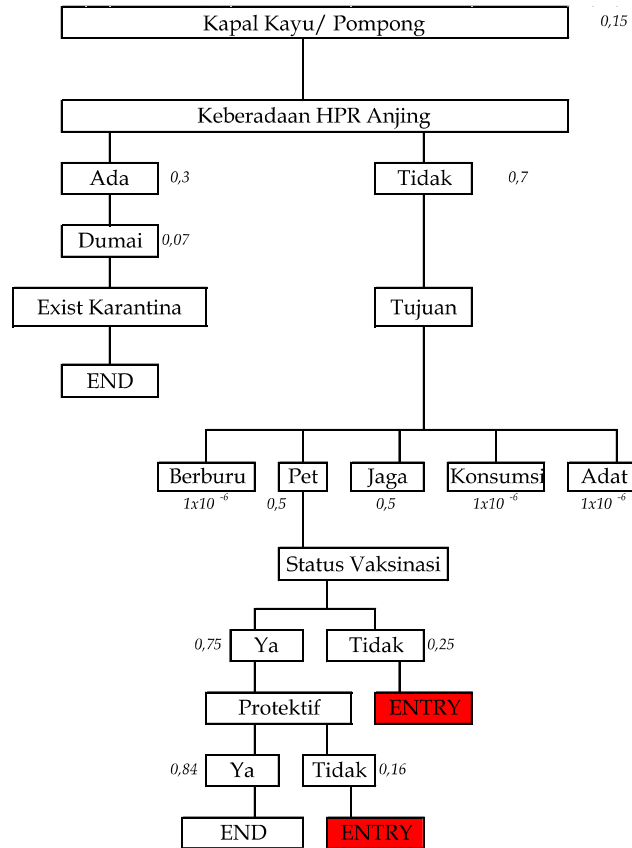 Kapal Kayu/ Pompong
0,15
Keberadaan HPR Anjing
Ada
0,3
Tidak
0,7
Dumai
0,07
Exist Karantina
Tujuan
END
Berburu
Pet
Jaga
Konsumsi
Adat
1x10 -6
0,5
0,5
1x10 -6
1x10 -6
Status Vaksinasi
0,75
Ya
Tidak
0,25
Protektif
ENTRY
0,84
Ya
Tidak
0,16
END
ENTRY